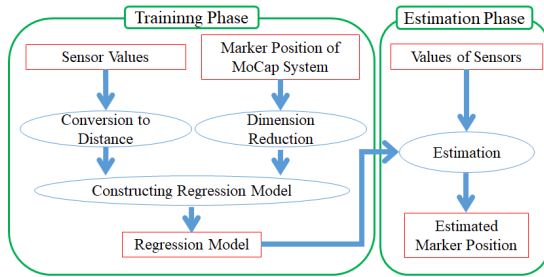 Traininng Phase
Sensor Values
Marker Position of
MoCap System
Conversion to
Distance
Dimension
Reduction
Constructing Regression Model
Regression Model
Estimation Phase
Values of Sensors
Estimation
Estimated
Marker Position